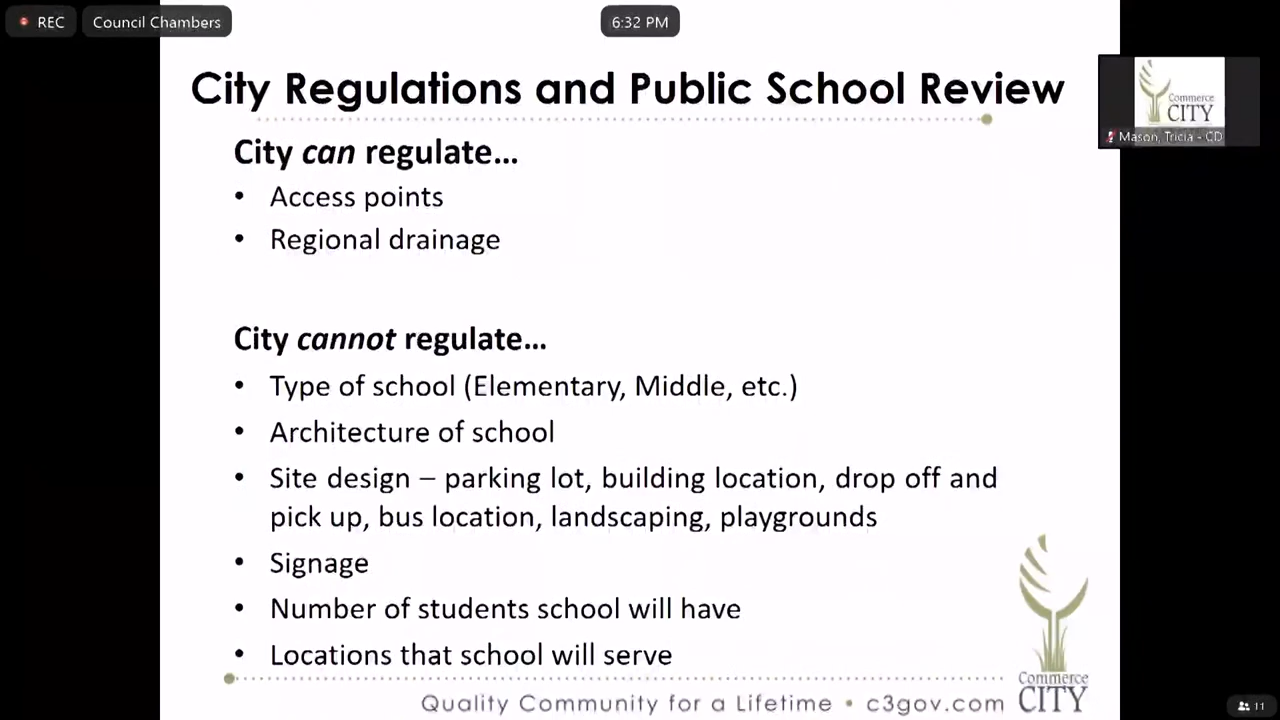 REC
Council Chambers
6:32 PM
City Regulations and Public School Review
Commerce
CITY
Mason, Tricia - CD
City can regulate...
• Access points
• Regional drainage
City cannot regulate...
• Type of school (Elementary, Middle, etc.)
• Architecture of school
• Site design – parking lot, building location, drop off and
pick up, bus location, landscaping, playgrounds
• Signage
• Number of students school will have
• Locations that school will serve
Commerce
CITY
Quality Community for a Lifetime • c3gov.com
11